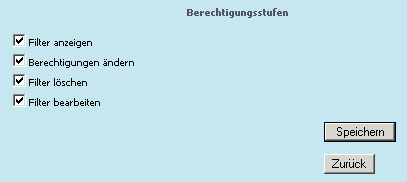 Berechtigungsstufen
Filter anzeigen
Berechtigungen ändern
Filter löschen
Filter bearbeiten
Speichern
Zurück